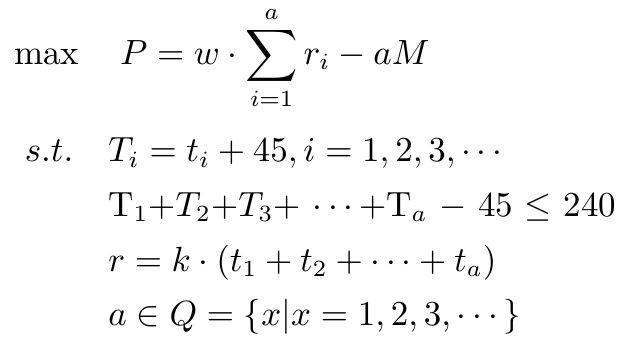 max P = w · ∑_{i=1}^{a} r_i − aM
s.t. T_i = t_i + 45, i = 1, 2, 3, ···
T_1+T_2+T_3+ ··· +T_a − 45 ≤ 240
r = k · (t_1 + t_2 + ··· + t_a)
a ∈ Q = {x|x = 1, 2, 3, ··· }